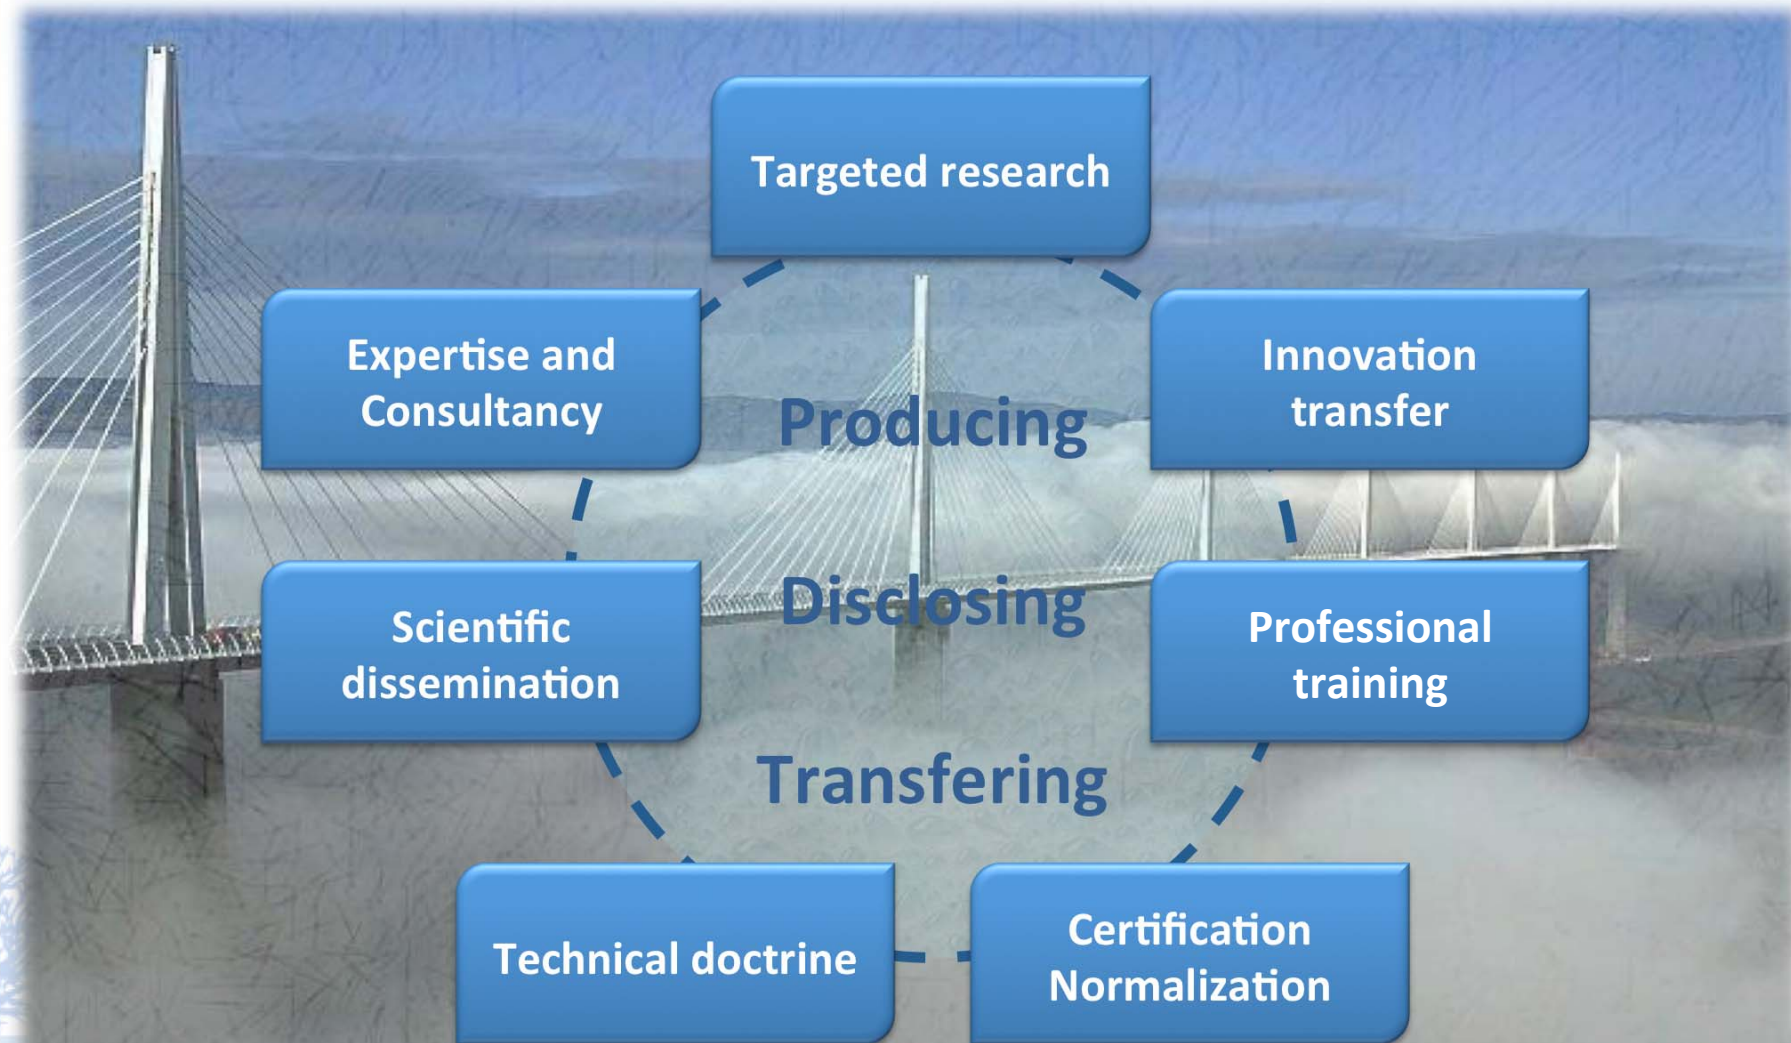 Targeted research
Expertise and
Consultancy
Innovation
transfer
Producing
Disclosing
Scientific
dissemination
Professional
training
Transfering
Technical doctrine
Certification
Normalization